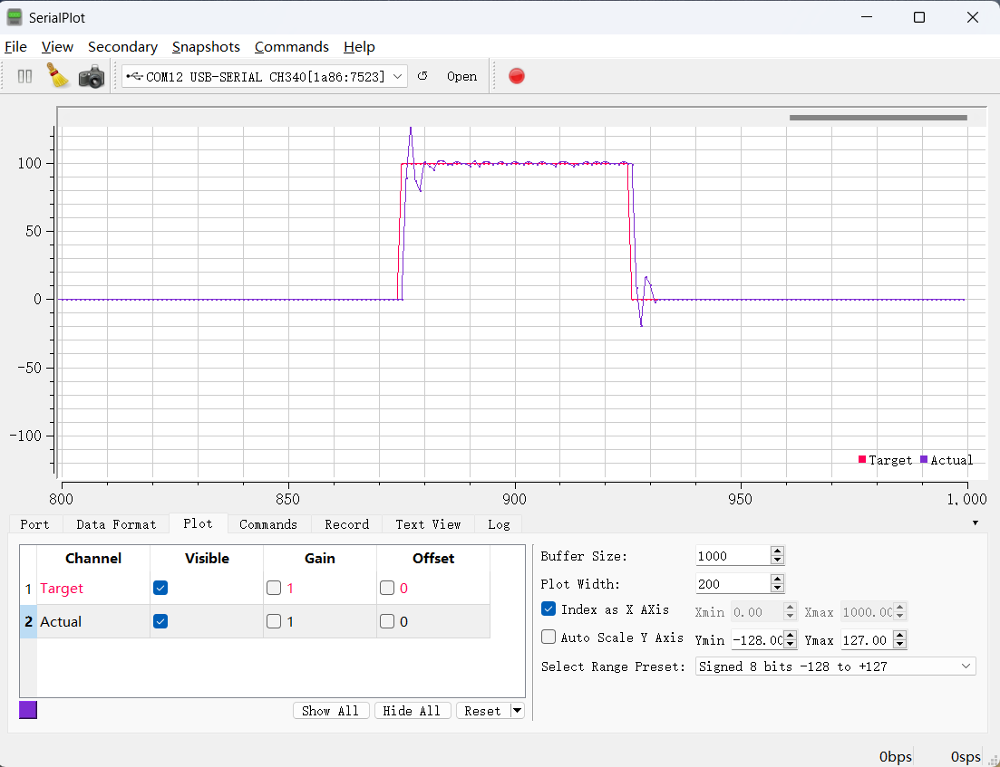 SerialPlot
File View Secondary Snapshots Commands Help
COM12 USB-SERIAL CH340[1a86:7523] Open
100
50
0
-50
-100
Target Actual
800 850 900 950 1,000
Port Data Format Plot Commands Record Text View Log
Channel Visible Gain Offset
1 Target 1 0
2 Actual 1 0
Show All Hide All Reset
Buffer Size: 1000
Plot Width: 200
Index as X AXis Xmin 0.00 Xmax 1000.00
Auto Scale Y Axis Ymin -128.00 Ymax 127.00
Select Range Preset: Signed 8 bits -128 to +127
0bps 0sps